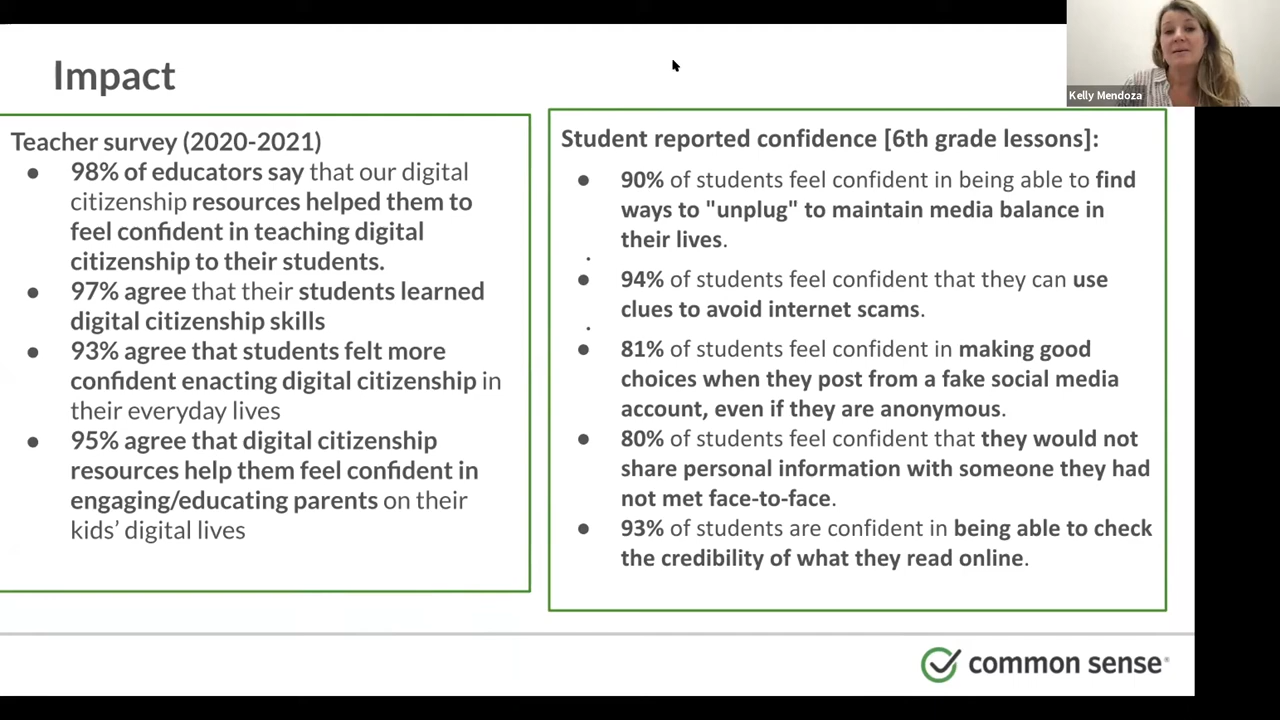 Impact
Kelly Mendoza
Teacher survey (2020-2021)
● 98% of educators say that our digital
citizenship resources helped them to
feel confident in teaching digital
citizenship to their students.
● 97% agree that their students learned
digital citizenship skills
● 93% agree that students felt more
confident enacting digital citizenship in
their everyday lives
● 95% agree that digital citizenship
resources help them feel confident in
engaging/educating parents on their
kids’ digital lives
Student reported confidence [6th grade lessons]:
● 90% of students feel confident in being able to find
ways to "unplug" to maintain media balance in
their lives.
● 94% of students feel confident that they can use
clues to avoid internet scams.
● 81% of students feel confident in making good
choices when they post from a fake social media
account, even if they are anonymous.
● 80% of students feel confident that they would not
share personal information with someone they had
not met face-to-face.
● 93% of students are confident in being able to check
the credibility of what they read online.
common sense®